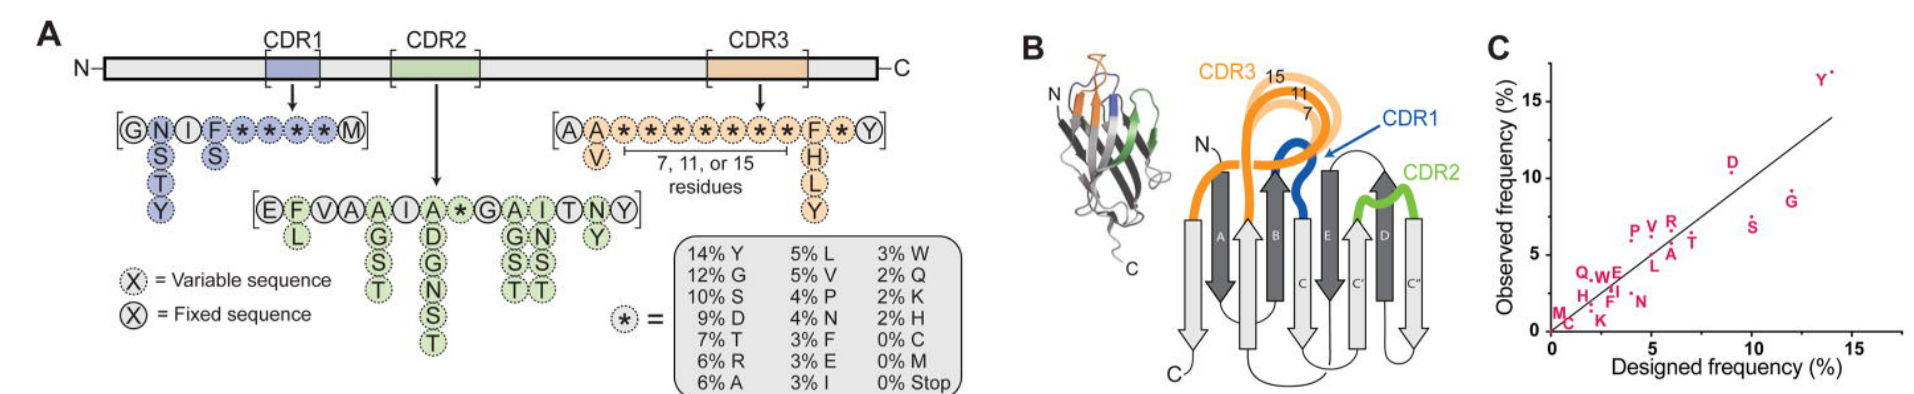 A
CDR1 CDR2 CDR3
N C
G N I F * * * * M
S S
T
Y
A A * * * * * * * F * Y
V H
L
Y
7, 11, or 15
residues
E F V A A I A * G A I T N Y
L G D G N Y
S G S S
T N T T
S
T
X = Variable sequence
X = Fixed sequence
* =
14% Y 5% L 3% W
12% G 5% V 2% Q
10% S 4% P 2% K
9% D 4% N 2% H
7% T 3% F 0% C
6% R 3% E 0% M
6% A 3% I 0% Stop
B
N
C
CDR3 15
11
7
CDR1
N
CDR2
A B E D
C C' C"
C
C
Observed frequency (%)
15
10
5
0
Y
D
G
S
P V R
T
A
L
Q W E
H I
F N
M
C K
0 5 10 15
Designed frequency (%)